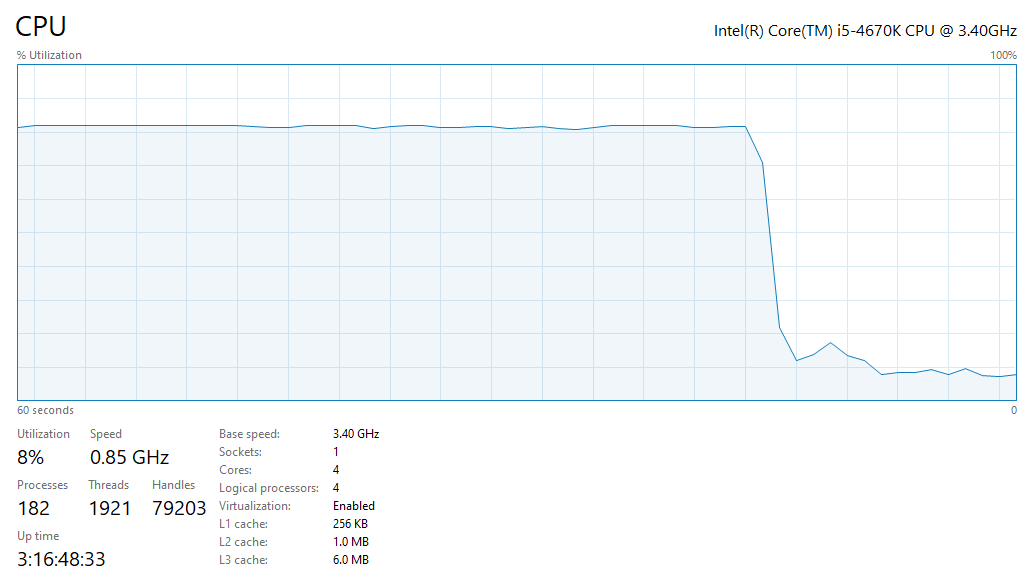 CPU
Intel(R) Core(TM) i5-4670K CPU @ 3.40GHz
% Utilization
100%
60 seconds
0
Utilization
Speed
8%
0.85 GHz
Processes
Threads
Handles
182
1921
79203
Up time
3:16:48:33
Base speed:
3.40 GHz
Sockets:
1
Cores:
4
Logical processors:
4
Virtualization:
Enabled
L1 cache:
256 KB
L2 cache:
1.0 MB
L3 cache:
6.0 MB